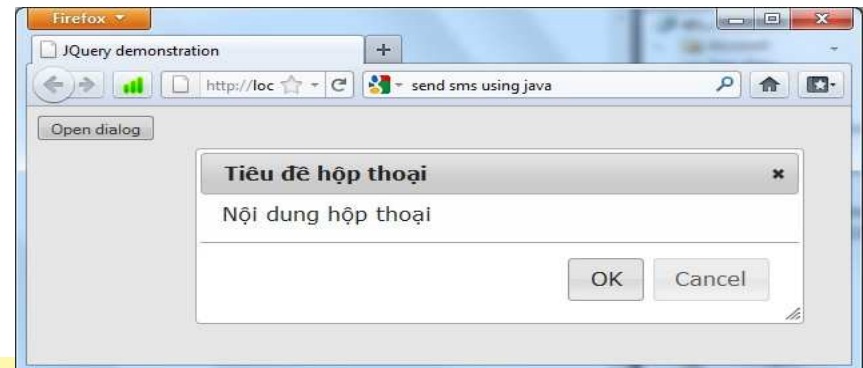 Firefox
JQuery demonstration
http://loc
send sms using java
Open dialog
Tiêu đề hộp thoại
Nội dung hộp thoại
OK
Cancel